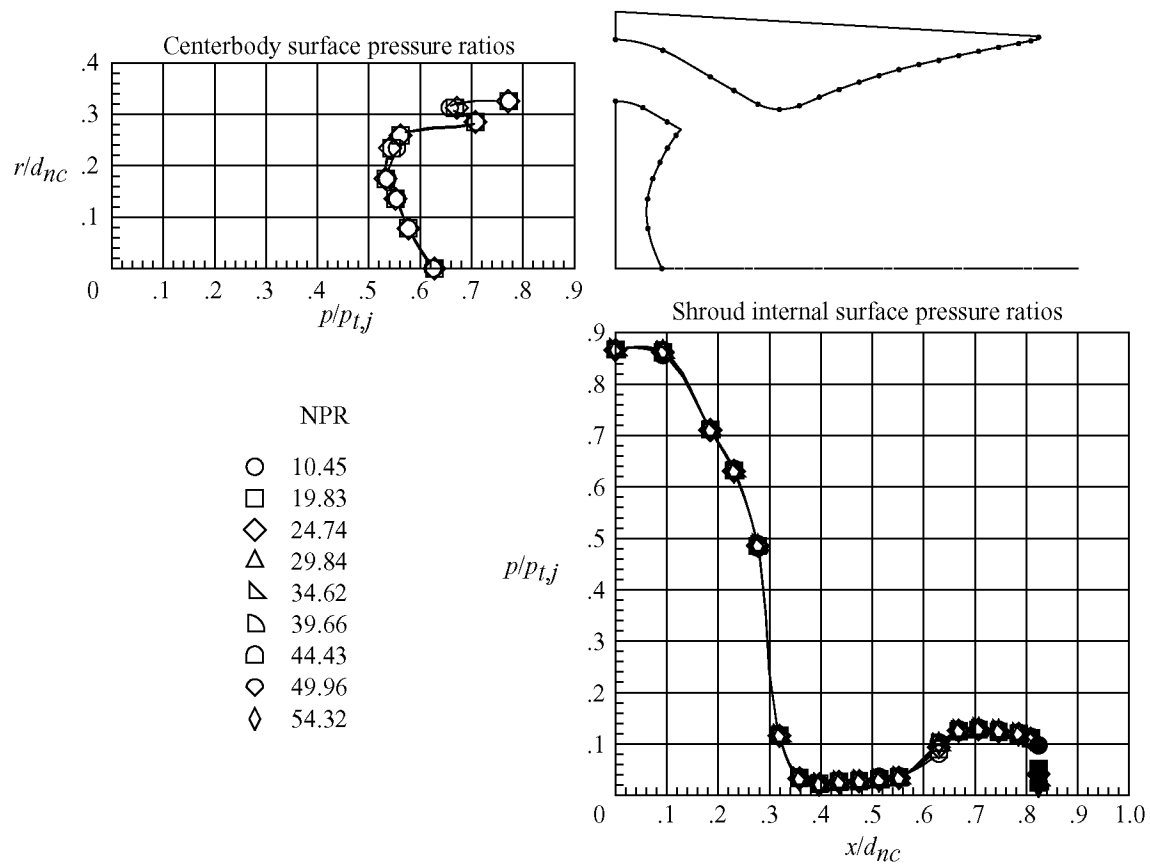 Centerbody surface pressure ratios
.4
.3
r/dnc
.2
.1
0 .1 .2 .3 .4 .5 .6 .7 .8 .9
p/pt,j
NPR
10.45
19.83
24.74
29.84
34.62
39.66
44.43
49.96
54.32
Shroud internal surface pressure ratios
.9
.8
.7
.6
.5
p/pt,j
.4
.3
.2
.1
0 .1 .2 .3 .4 .5 .6 .7 .8 .9 1.0
x/dnc